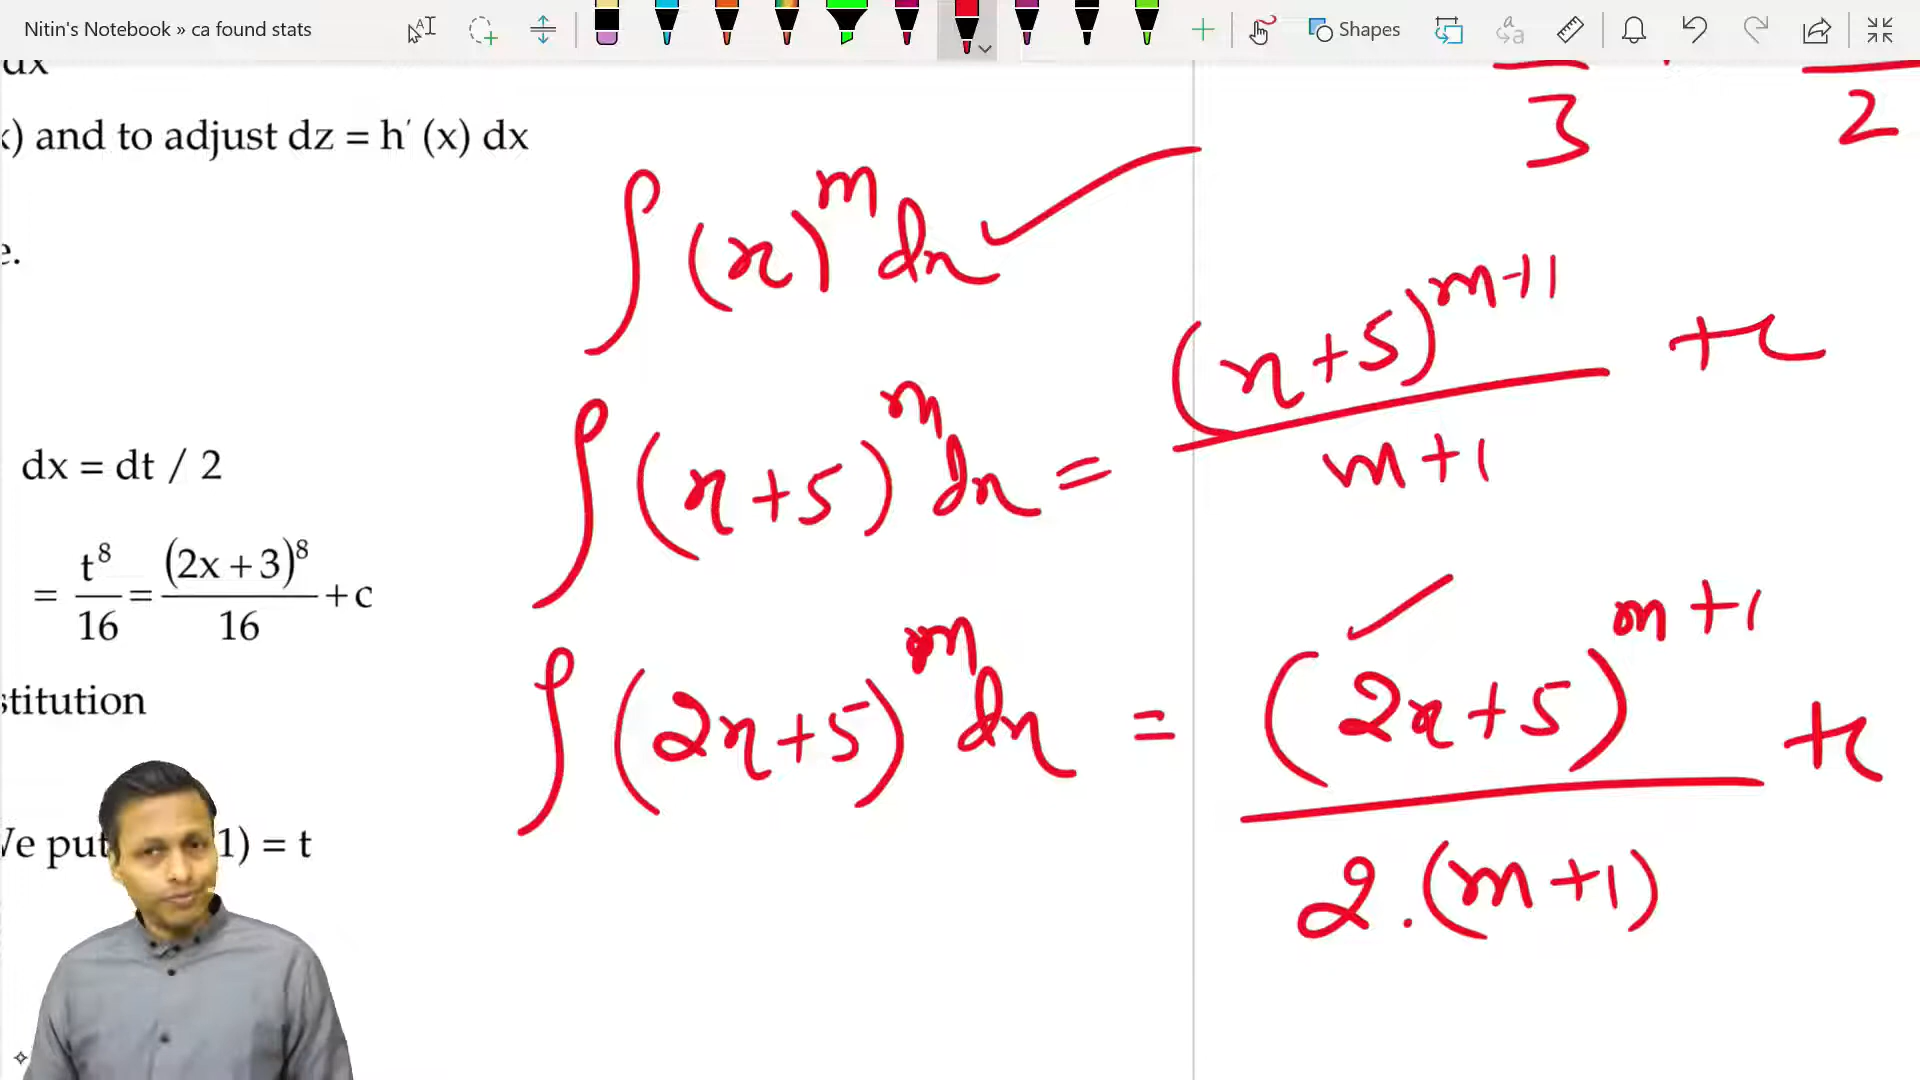 Nitin's Notebook » ca found stats
Shapes
dx
x) and to adjust dz = h′ (x) dx
3 2
∫ (x)^m dx
e.
∫ (x+5)^m dx = (x+5)^{m+1} / m+1 + c
dx = dt / 2
= t^8/16 = (2x+3)^8/16 + c
∫ (2x+5)^m dx = (2x+5)^{m+1} / 2.(m+1) + c
stitution
We put 1) = t